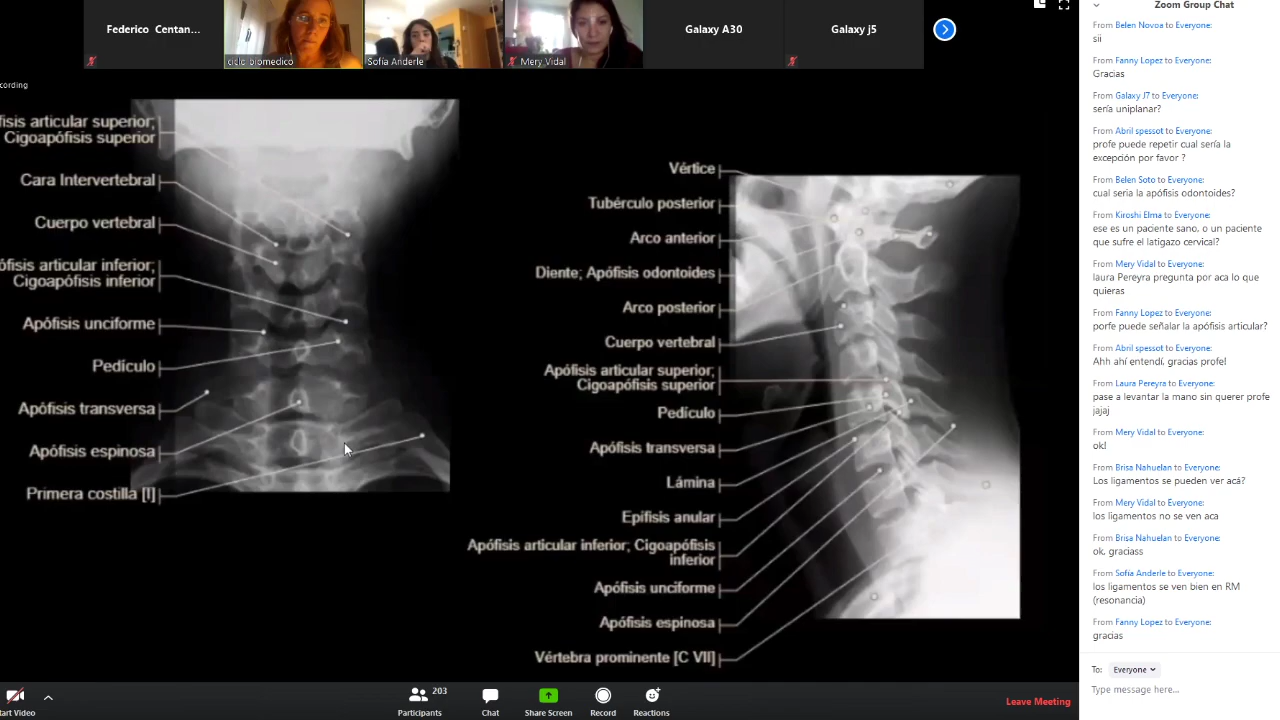 Federico Centan...
ciclo biomedico
Sofía Anderle
Mery Vidal
Galaxy A30
Galaxy j5
cording
fisis articular superior;
Cigoapófisis superior
Cara Intervertebral
Cuerpo vertebral
ófisis articular inferior;
Cigoapófisis inferior
Apófisis unciforme
Pedículo
Apófisis transversa
Apófisis espinosa
Primera costilla [I]
Vértice
Tubérculo posterior
Arco anterior
Diente; Apófisis odontoides
Arco posterior
Cuerpo vertebral
Apófisis articular superior;
Cigoapófisis superior
Pedículo
Apófisis transversa
Lámina
Epifisis anular
Apófisis articular inferior; Cigoapófisis
inferior
Apófisis unciforme
Apófisis espinosa
Vértebra prominente [C VII]
tart Video
203
Participants
Chat
Share Screen
Record
Reactions
Leave Meeting
Zoom Group Chat
From Belen Novoa to Everyone:
sii
From Fanny Lopez to Everyone:
Gracias
From Galaxy J7 to Everyone:
sería uniplanar?
From Abril spessot to Everyone:
profe puede repetir cual sería la
excepción por favor ?
From Belen Soto to Everyone:
cual seria la apófisis odontoides?
From Kiroshi Elma to Everyone:
ese es un paciente sano, o un paciente
que sufre el latigazo cervical?
From Mery Vidal to Everyone:
laura Pereyra pregunta por aca lo que
quieras
From Fanny Lopez to Everyone:
porfe puede señalar la apófisis articular?
From Abril spessot to Everyone:
Ahh ahí entendí, gracias profe!
From Laura Pereyra to Everyone:
pase a levantar la mano sin querer profe
jajaj
From Mery Vidal to Everyone:
ok!
From Brisa Nahuelan to Everyone:
Los ligamentos se pueden ver acá?
From Mery Vidal to Everyone:
los ligamentos no se ven aca
From Brisa Nahuelan to Everyone:
ok, graciass
From Sofía Anderle to Everyone:
los ligamentos se ven bien en RM
(resonancia)
From Fanny Lopez to Everyone:
gracias
To: Everyone
Type message here...